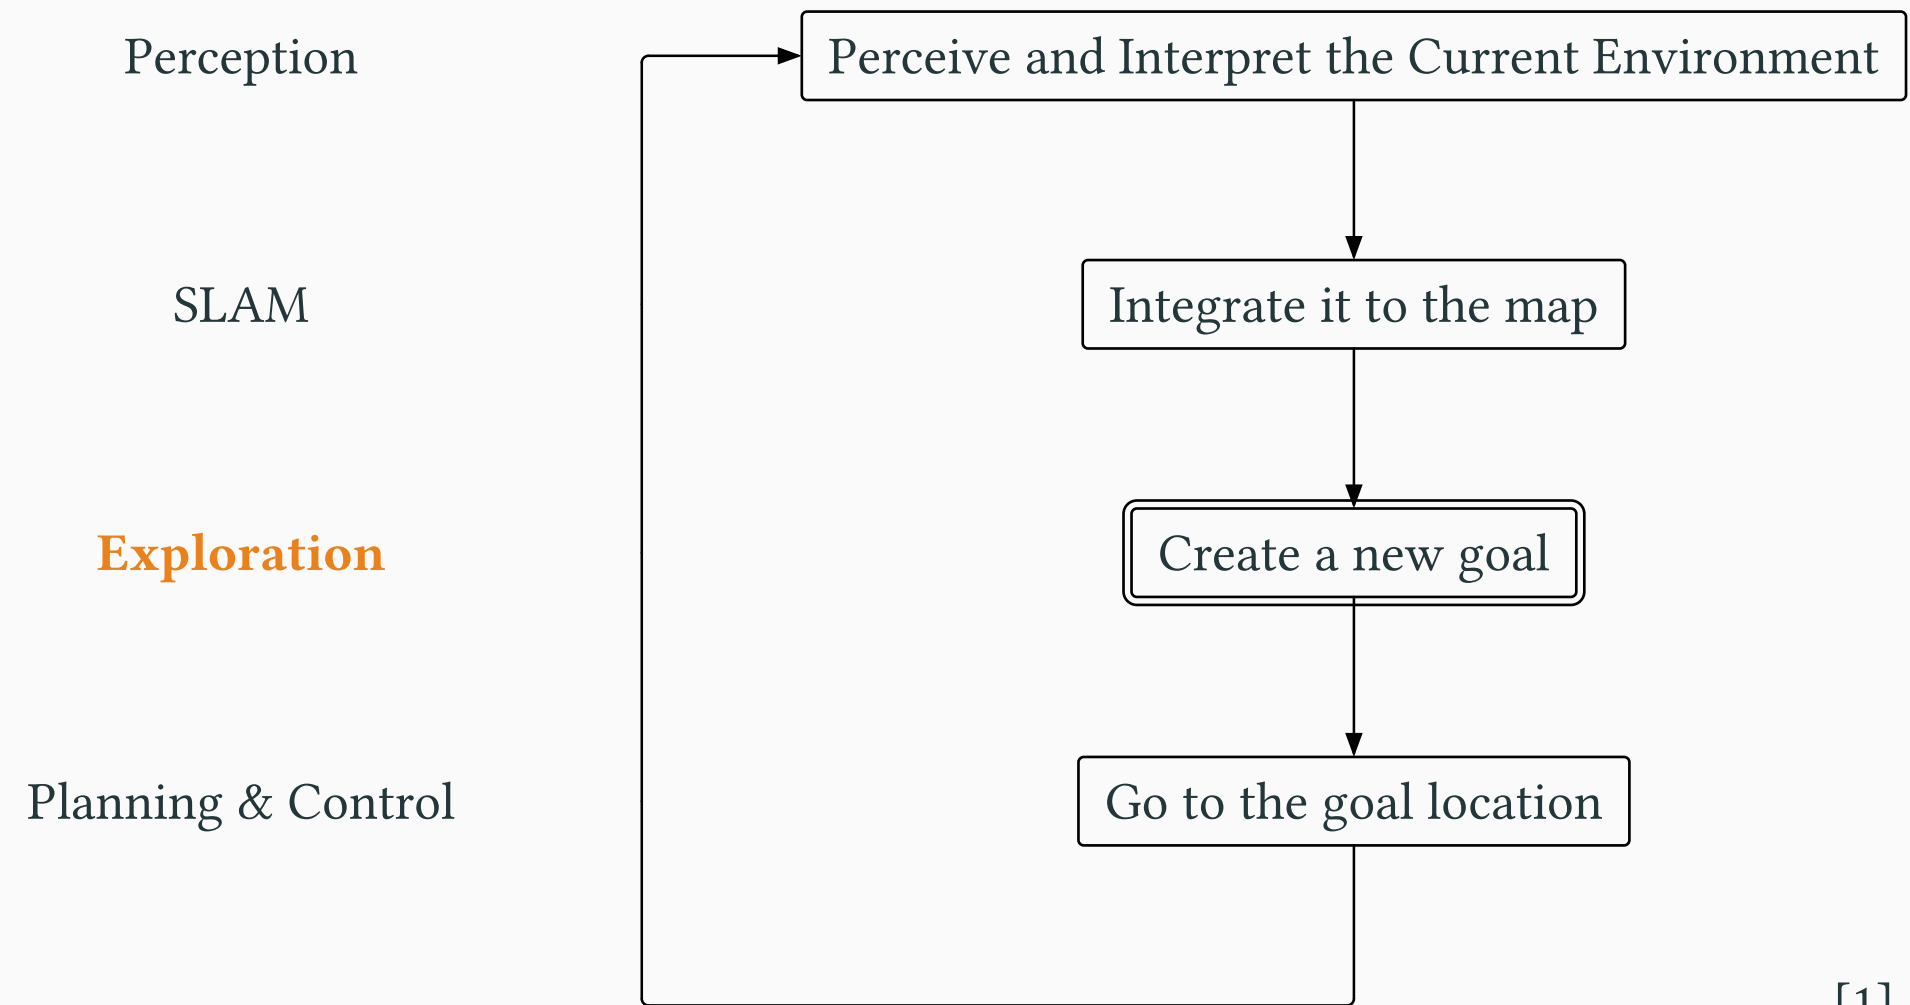 Perception
Perceive and Interpret the Current Environment
SLAM
Integrate it to the map
Exploration
Create a new goal
Planning & Control
Go to the goal location
[1]